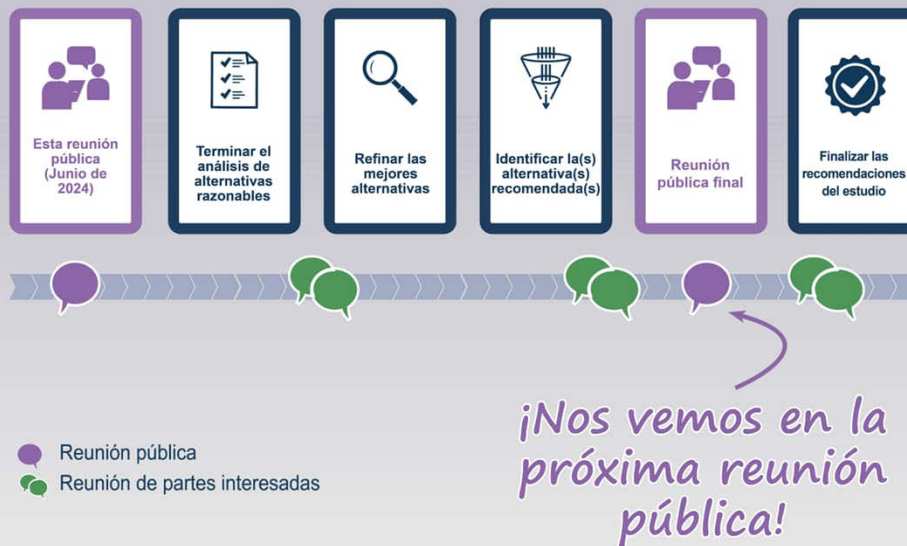 Esta reunión
pública
(Junio de
2024)
Terminar el
análisis de
alternativas
razonables
Refinar las
mejores
alternativas
Identificar la(s)
alternativa(s)
recomendada(s)
Reunión
pública final
Finalizar las
recomendaciones
del estudio
¡Nos vemos en la
próxima reunión
pública!
Reunión pública
Reunión de partes interesadas